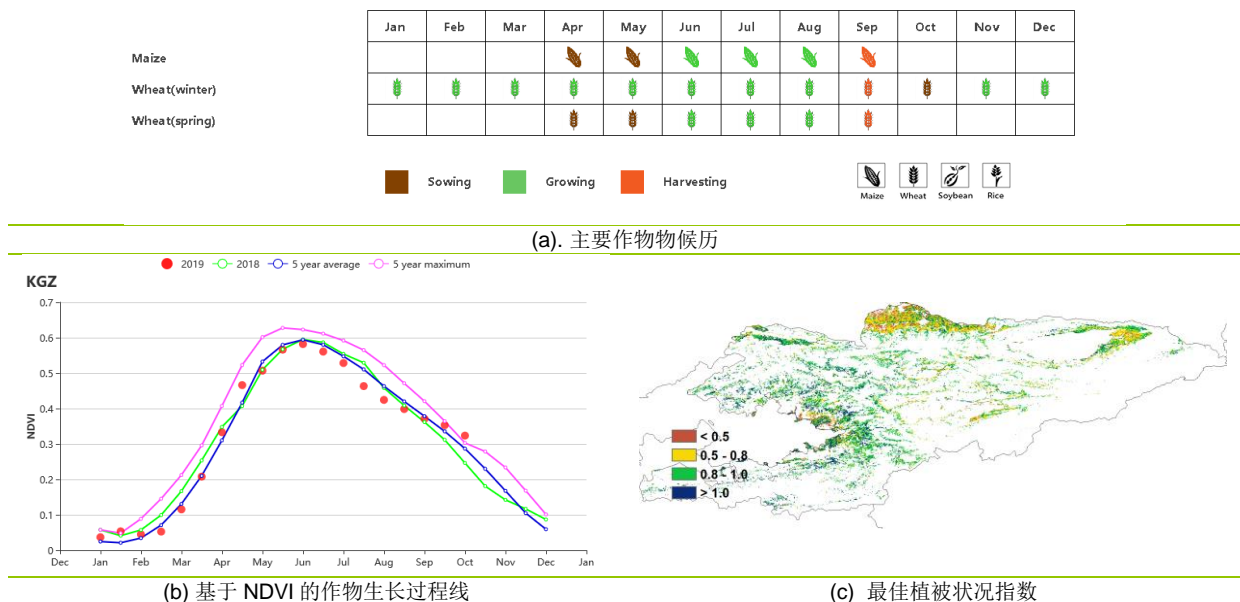 Jan Feb Mar Apr May Jun Jul Aug Sep Oct Nov Dec
Maize
Wheat(winter)
Wheat(spring)
Sowing Growing Harvesting
Maize Wheat Soybean Rice
(a). 主要作物物候历
2019 2018 5 year average 5 year maximum
KGZ
0.7
0.6
0.5
0.4
0.3
0.2
0.1
0
NDVI
Dec Jan Feb Mar Apr May Jun Jul Aug Sep Oct Nov Dec Jan
< 0.5
0.5 - 0.8
0.8 - 1.0
> 1.0
(b) 基于 NDVI 的作物生长过程线 (c) 最佳植被状况指数